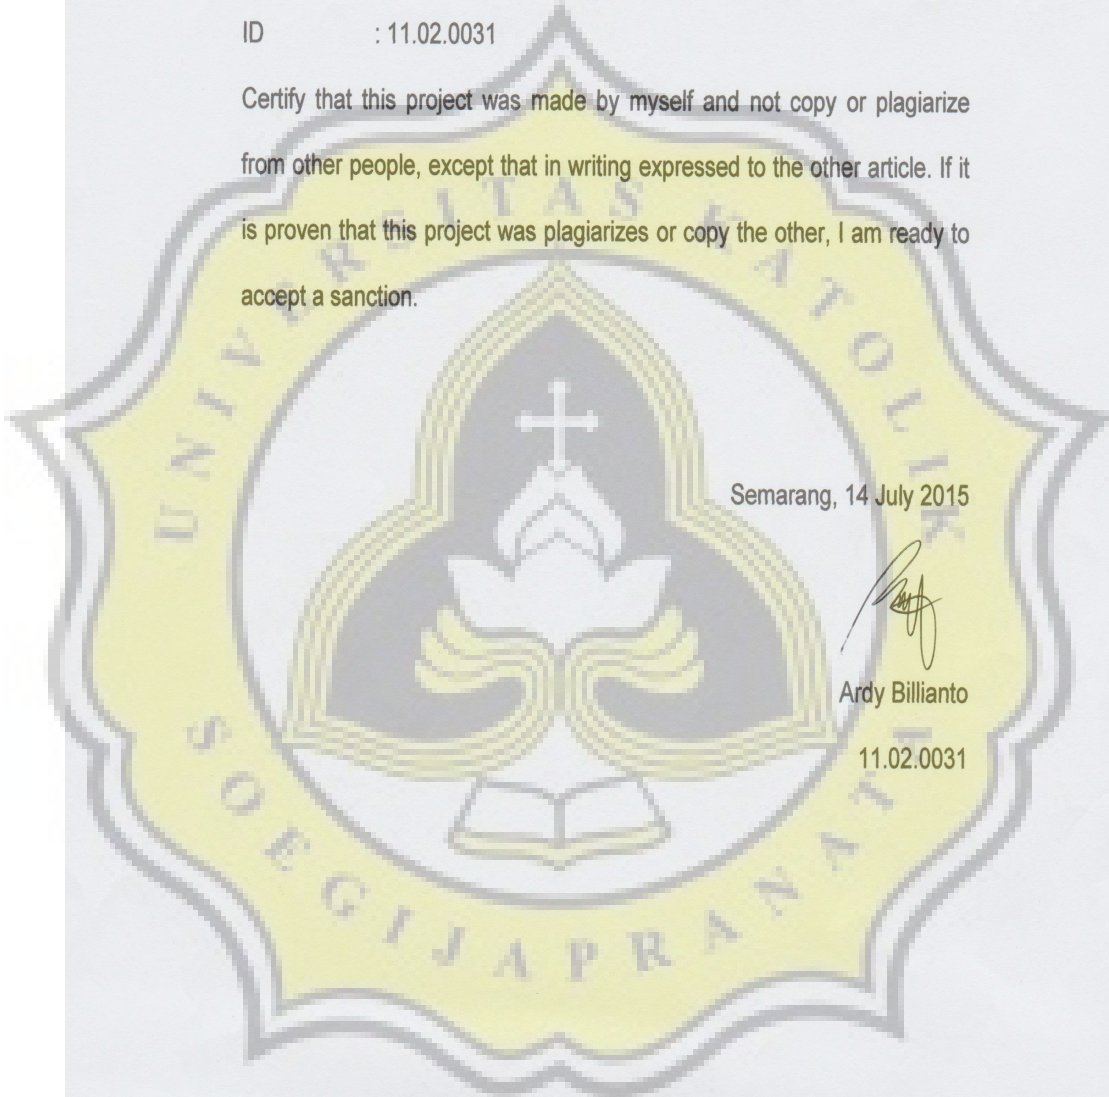 ID : 11.02.0031
Certify that this project was made by myself and not copy or plagiarize
from other people, except that in writing expressed to the other article. If it
is proven that this project was plagiarizes or copy the other, I am ready to
accept a sanction.
UNIVERSITAS KATOLIK
Semarang, 14 July 2015
Ardy Billianto
11.02.0031
SOEGIJAPRANATA